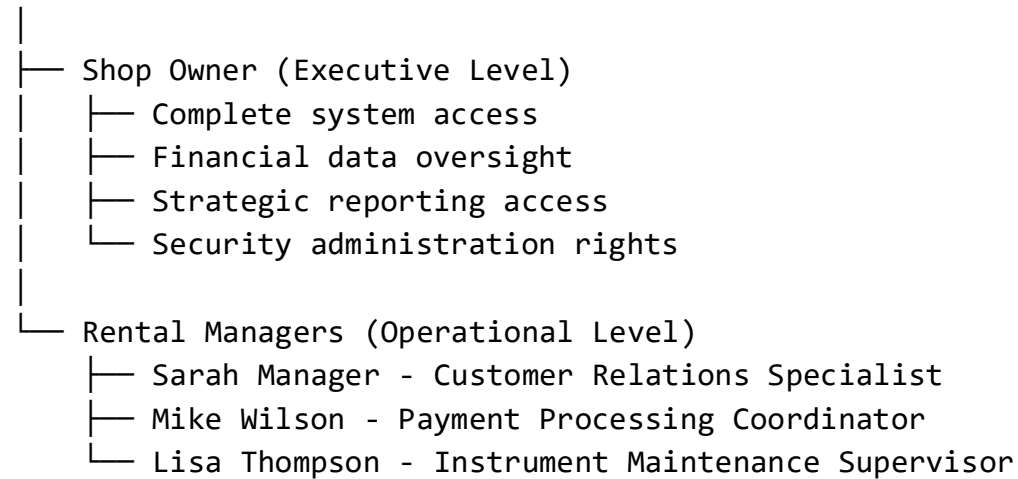 │
├── Shop Owner (Executive Level)
│   ├── Complete system access
│   ├── Financial data oversight
│   ├── Strategic reporting access
│   └── Security administration rights
│
└── Rental Managers (Operational Level)
    ├── Sarah Manager - Customer Relations Specialist
    ├── Mike Wilson - Payment Processing Coordinator
    └── Lisa Thompson - Instrument Maintenance Supervisor